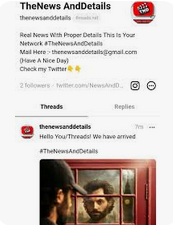 TheNews AndDetails
thenewsanddetails threads.net
Real News With Proper Details This Is Your
Network #TheNewsAndDetails
Mail Here :- thenewsanddetails@gmail.com
(Have A Nice Day)
Check my Twitter👇👇
2 followers · twitter.com/NewsAndD...
Threads Replies
thenewsanddetails 7m ...
Hello You/Threads! We have arrived
#TheNewsAndDetails